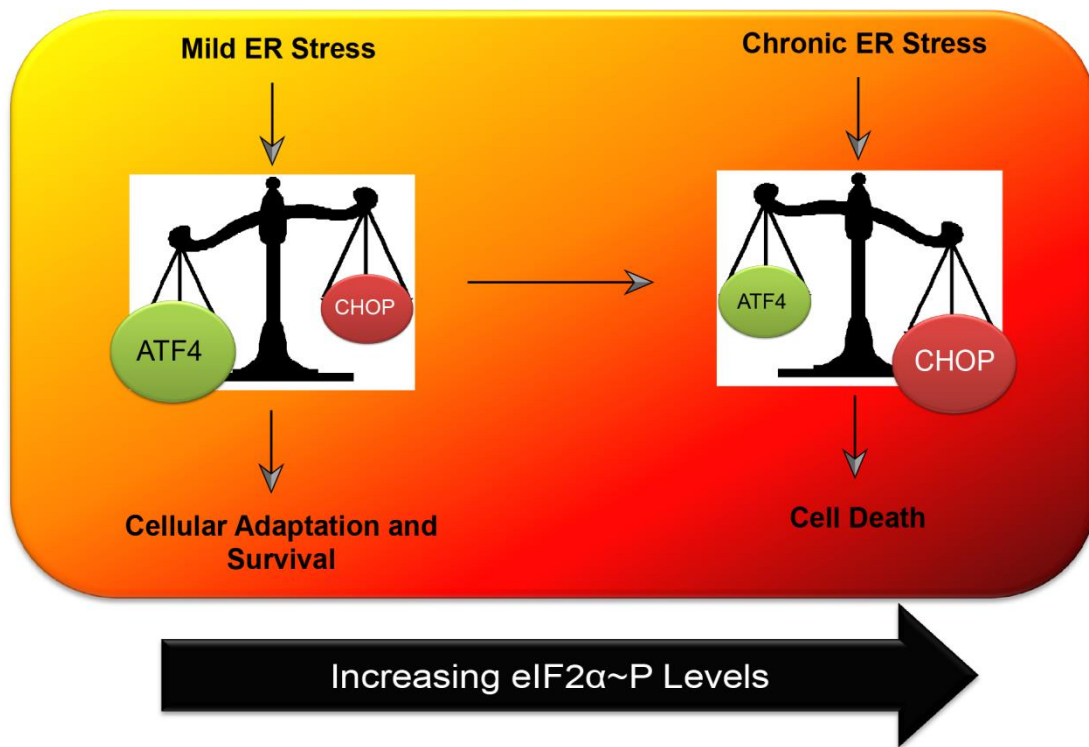 Mild ER Stress
Chronic ER Stress
ATF4
CHOP
ATF4
CHOP
Cellular Adaptation and
Survival
Cell Death
Increasing eIF2α~P Levels